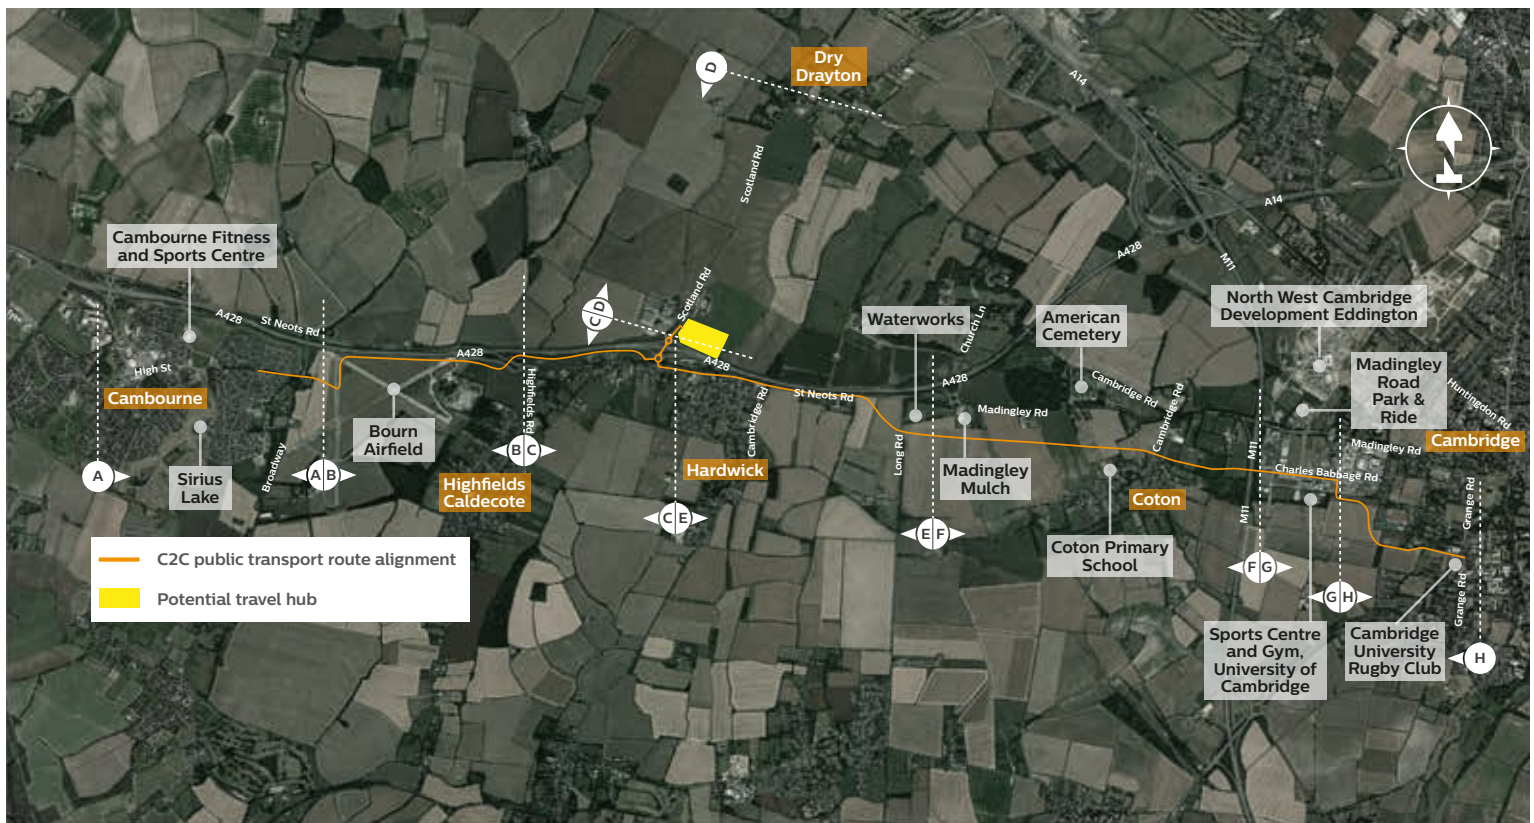 D
Dry
Drayton
A14
Scotland Rd
N
A14
Cambourne Fitness
and Sports Centre
A428
M11
C D
Scotland Rd
North West Cambridge
Development Eddington
A428
St Neots Rd
Waterworks
Church Ln
American
Cemetery
A428
High St
A428
A428
Cambridge Rd
Madingley
Road
Park &
Ride
Huntingdon Rd
Cambourne
Highfields Rd
Cambridge Rd
St Neots Rd
Madingley Rd
Cambridge Rd
Cambridge
Bourn
Airfield
Long Rd
M11
Madingley Rd
Broadway
A
Sirius
Lake
A B
B C
Highfields
Caldecote
Hardwick
Madingley
Mulch
Coton
Charles Babbage Rd
Grange Rd
C E
E F
M11
Coton Primary
School
F G
G H
Grange Rd
C2C public transport route alignment
Potential travel hub
Sports Centre
and Gym,
University of
Cambridge
Cambridge
University
Rugby Club
H